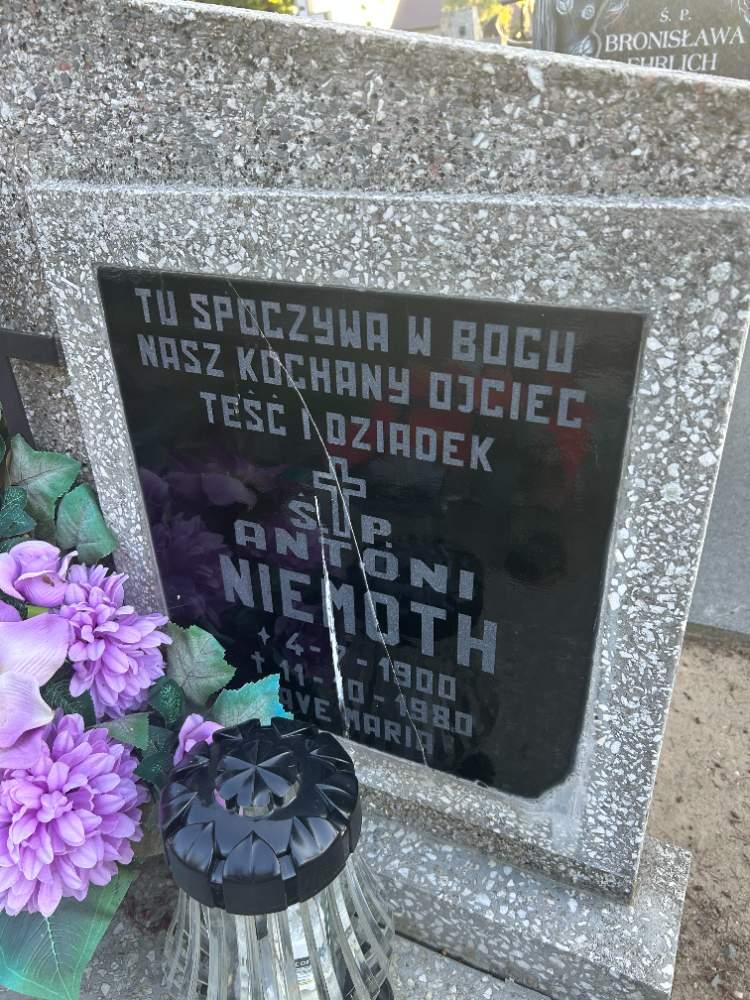 Ś. P.
BRONISŁAWA
EHRLICH
TU SPOCZYWA W BOGU
NASZ KOCHANY OJCIEC
TEŚĆ I DZIADEK
Ś. P.
ANTONI
NIEMOTH
* 4-7-1900
† 11-10-1980
AVE MARIA